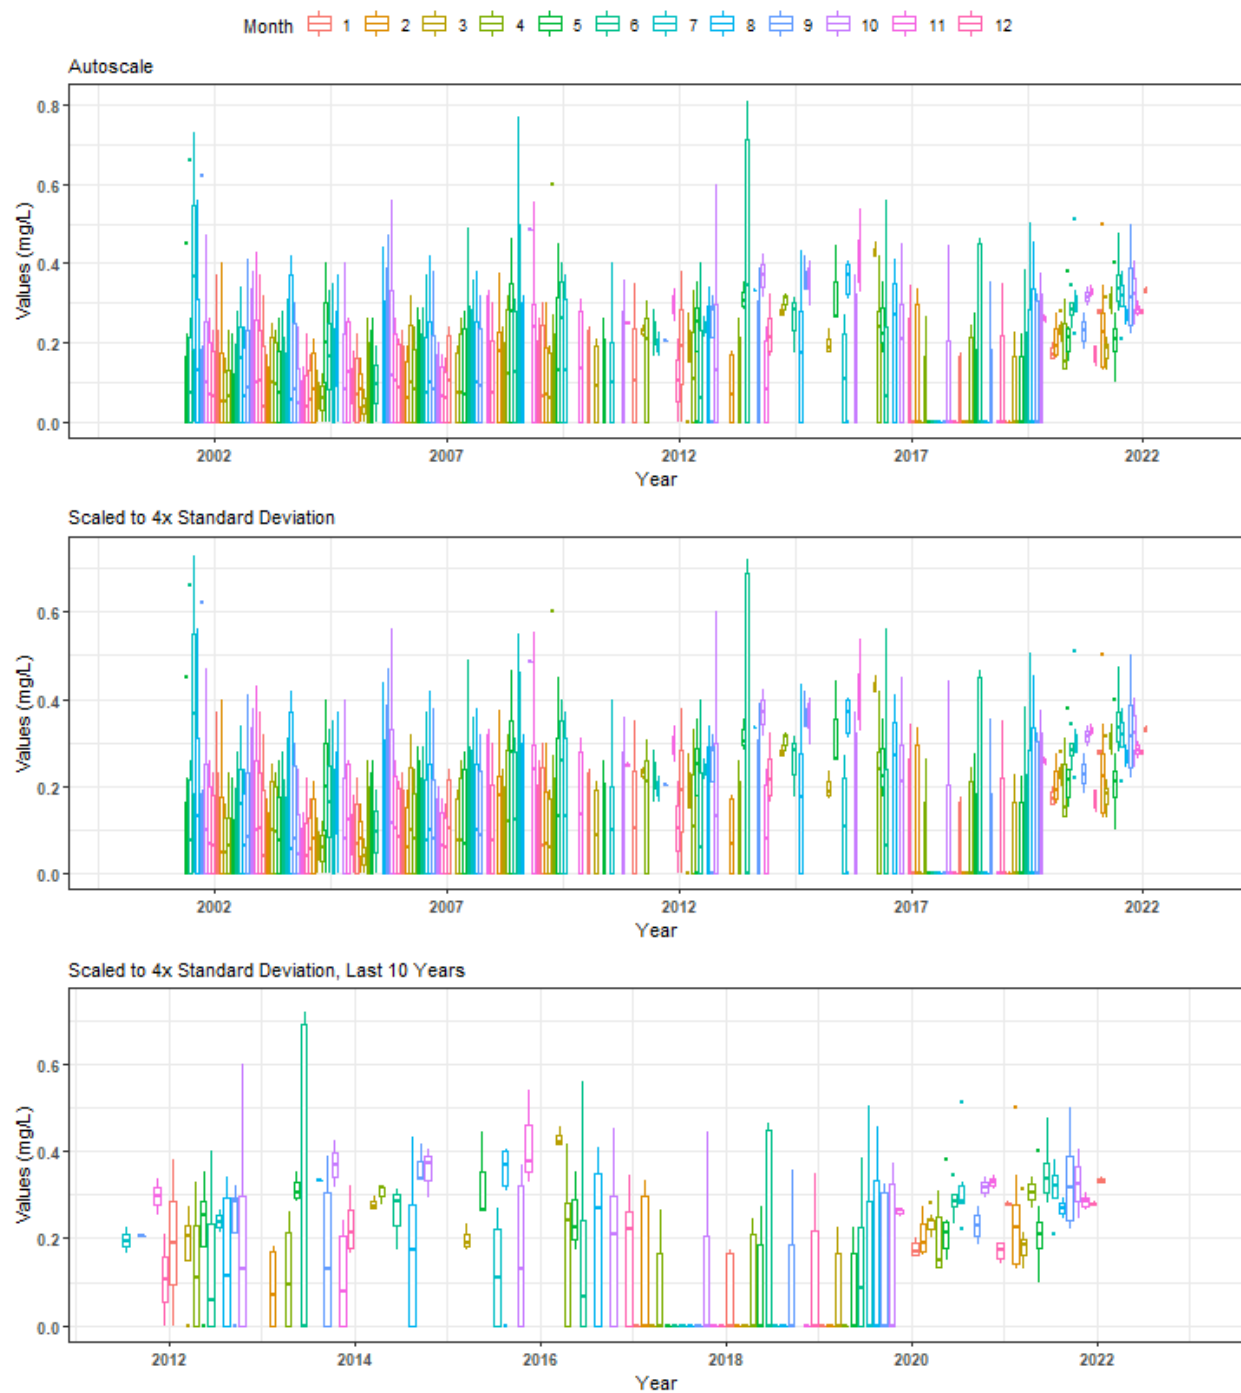 Month 1 2 3 4 5 6 7 8 9 10 11 12
Autoscale
0.8
0.6
0.4
0.2
0.0
Values (mg/L)
2002 2007 2012 2017 2022
Year
Scaled to 4x Standard Deviation
0.6
0.4
0.2
0.0
Values (mg/L)
2002 2007 2012 2017 2022
Year
Scaled to 4x Standard Deviation, Last 10 Years
0.6
0.4
0.2
0.0
Values (mg/L)
2012 2014 2016 2018 2020 2022
Year